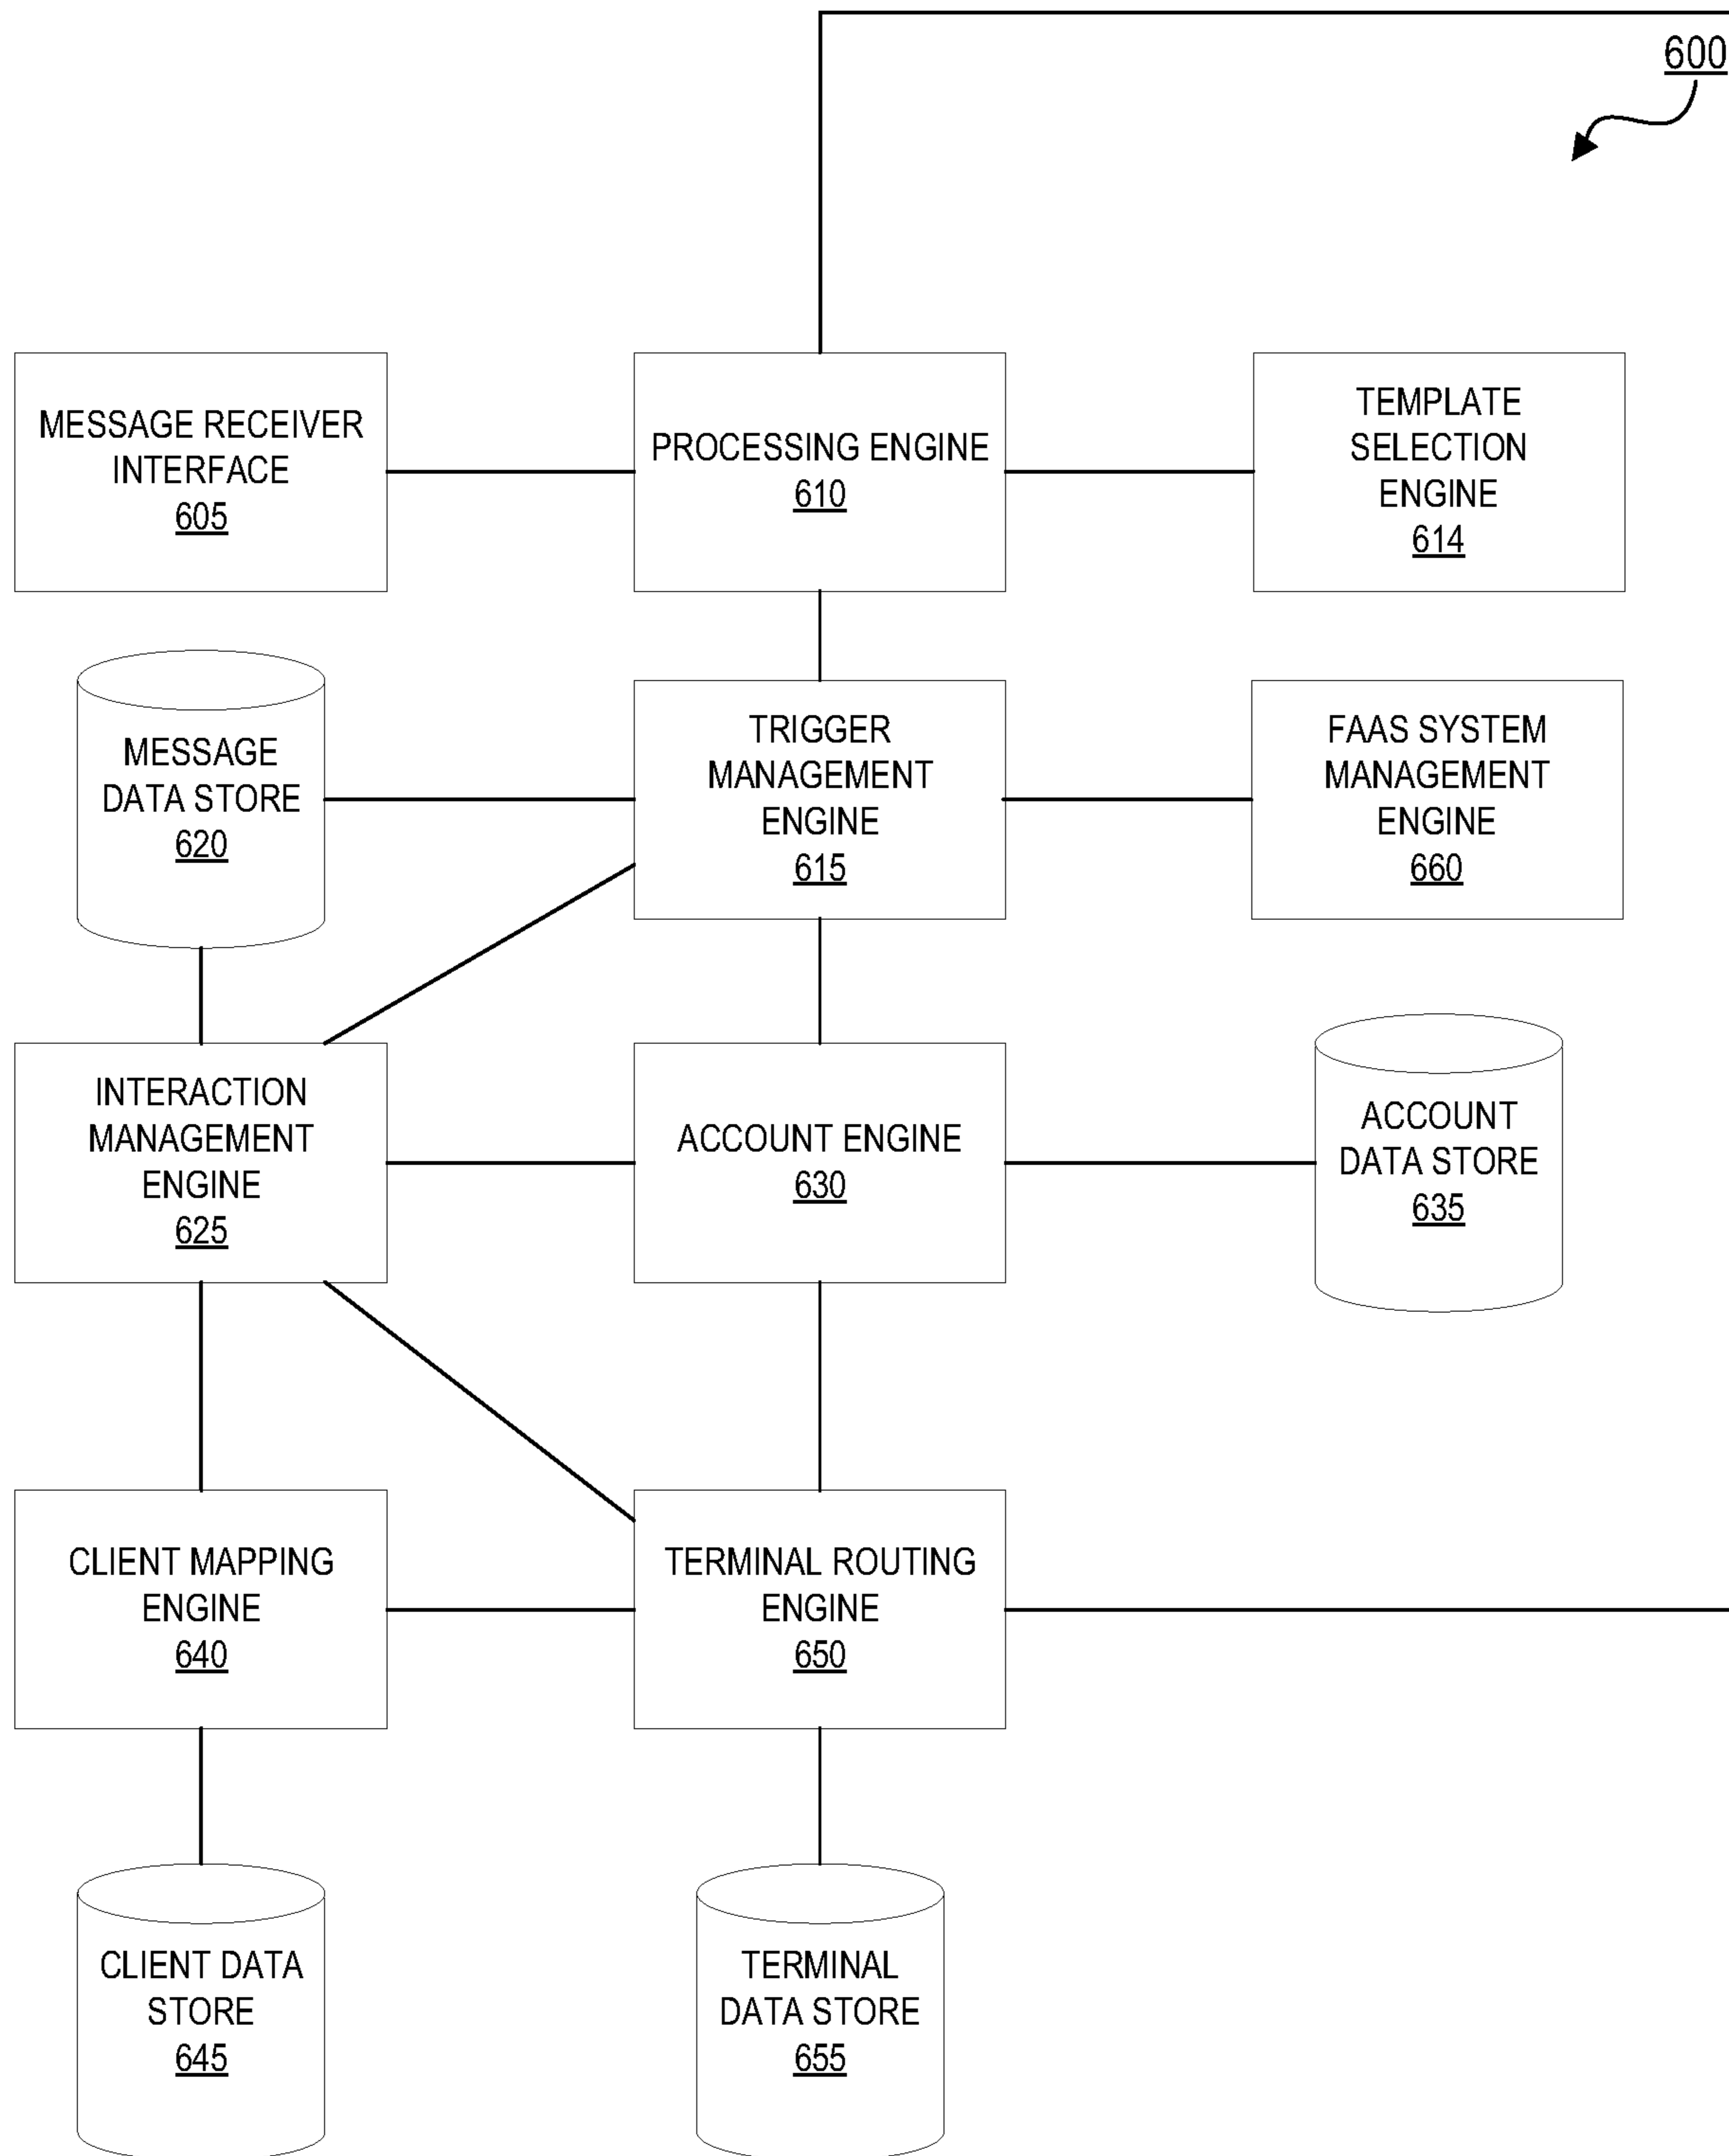 600
MESSAGE RECEIVER
INTERFACE
605
PROCESSING ENGINE
610
TEMPLATE
SELECTION
ENGINE
614
MESSAGE
DATA STORE
620
TRIGGER
MANAGEMENT
ENGINE
615
FAAS SYSTEM
MANAGEMENT
ENGINE
660
INTERACTION
MANAGEMENT
ENGINE
625
ACCOUNT ENGINE
630
ACCOUNT
DATA STORE
635
CLIENT MAPPING
ENGINE
640
TERMINAL ROUTING
ENGINE
650
CLIENT DATA
STORE
645
TERMINAL
DATA STORE
655